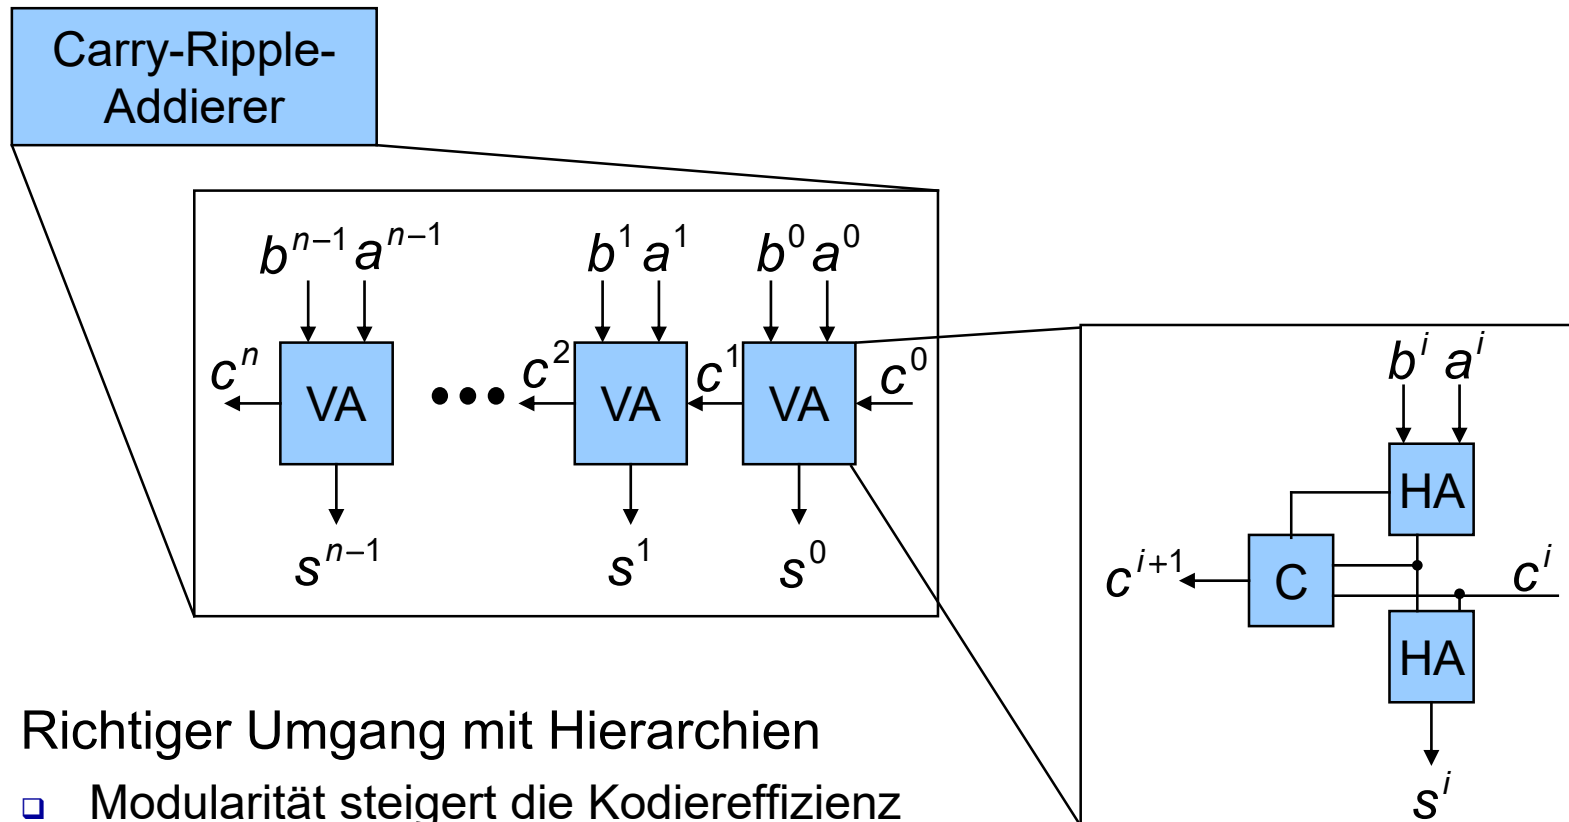 Carry-Ripple-
Addierer
bⁿ⁻¹ aⁿ⁻¹ b¹ a¹ b⁰ a⁰
cⁿ VA ••• c² VA c¹ VA c⁰
sⁿ⁻¹ s¹ s⁰
bⁱ aⁱ
HA
cⁱ⁺¹ C cⁱ
HA
sⁱ
Richtiger Umgang mit Hierarchien
Modularität steigert die Kodiereffizienz